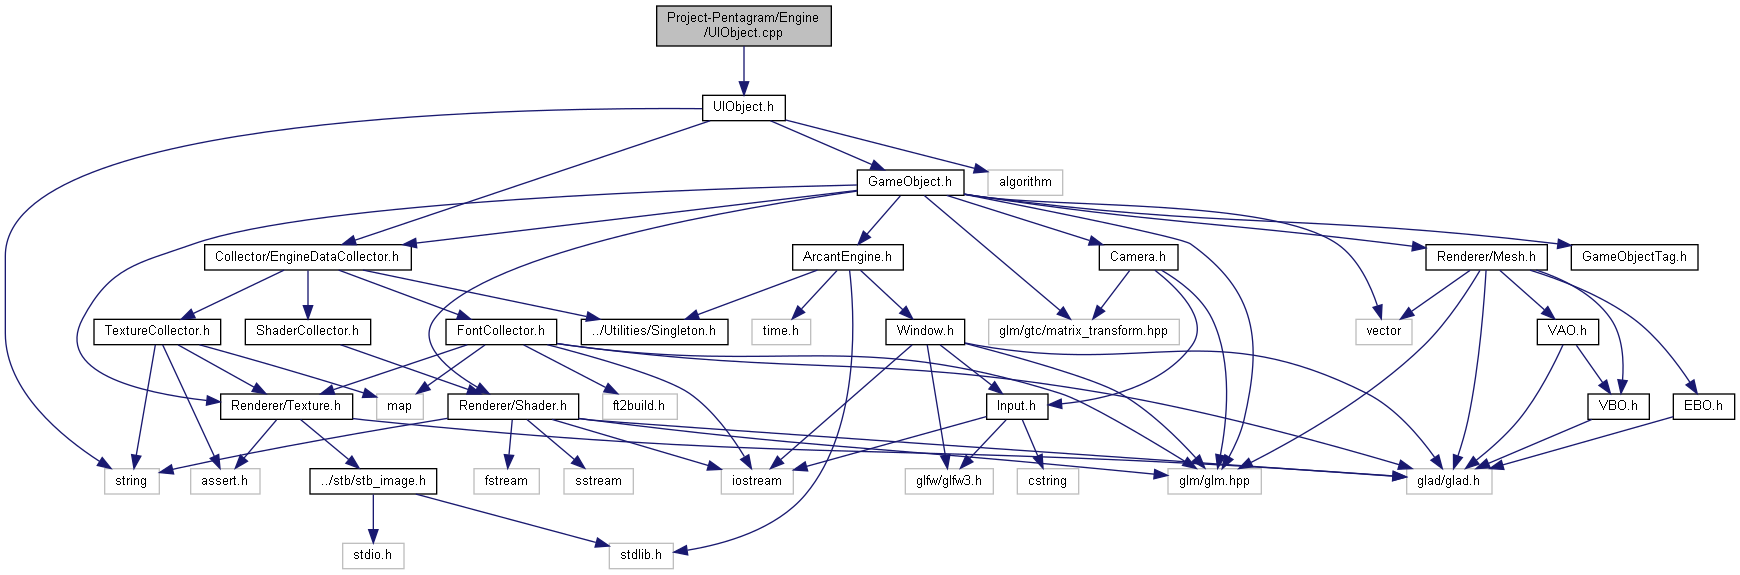 Project-Pentagram/Engine
/UIObject.cpp
UIObject.h
GameObject.h
algorithm
Collector/EngineDataCollector.h
ArcantEngine.h
Camera.h
Renderer/Mesh.h
GameObjectTag.h
TextureCollector.h
ShaderCollector.h
FontCollector.h
../Utilities/Singleton.h
time.h
Window.h
glm/gtc/matrix_transform.hpp
vector
VAO.h
Renderer/Texture.h
map
Renderer/Shader.h
ft2build.h
Input.h
VBO.h
EBO.h
string
assert.h
../stb/stb_image.h
fstream
sstream
iostream
glfw/glfw3.h
cstring
glm/glm.hpp
glad/glad.h
stdio.h
stdlib.h